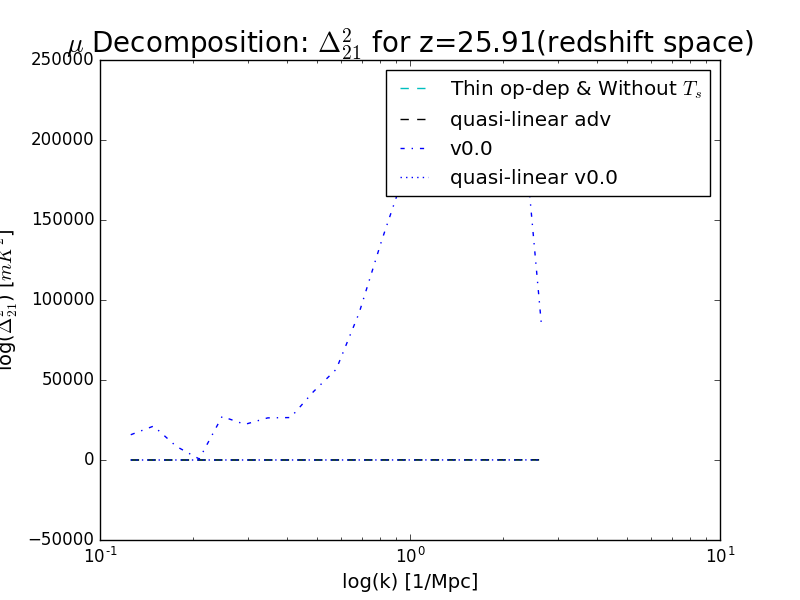 μ Decomposition: Δ²₂₁ for z=25.91(redshift space)
250000
200000
150000
100000
50000
0
−50000
log(Δ²₂₁) [mK²]
Thin op-dep & Without Tₛ
quasi-linear adv
v0.0
quasi-linear v0.0
10⁻¹
10⁰
10¹
log(k) [1/Mpc]